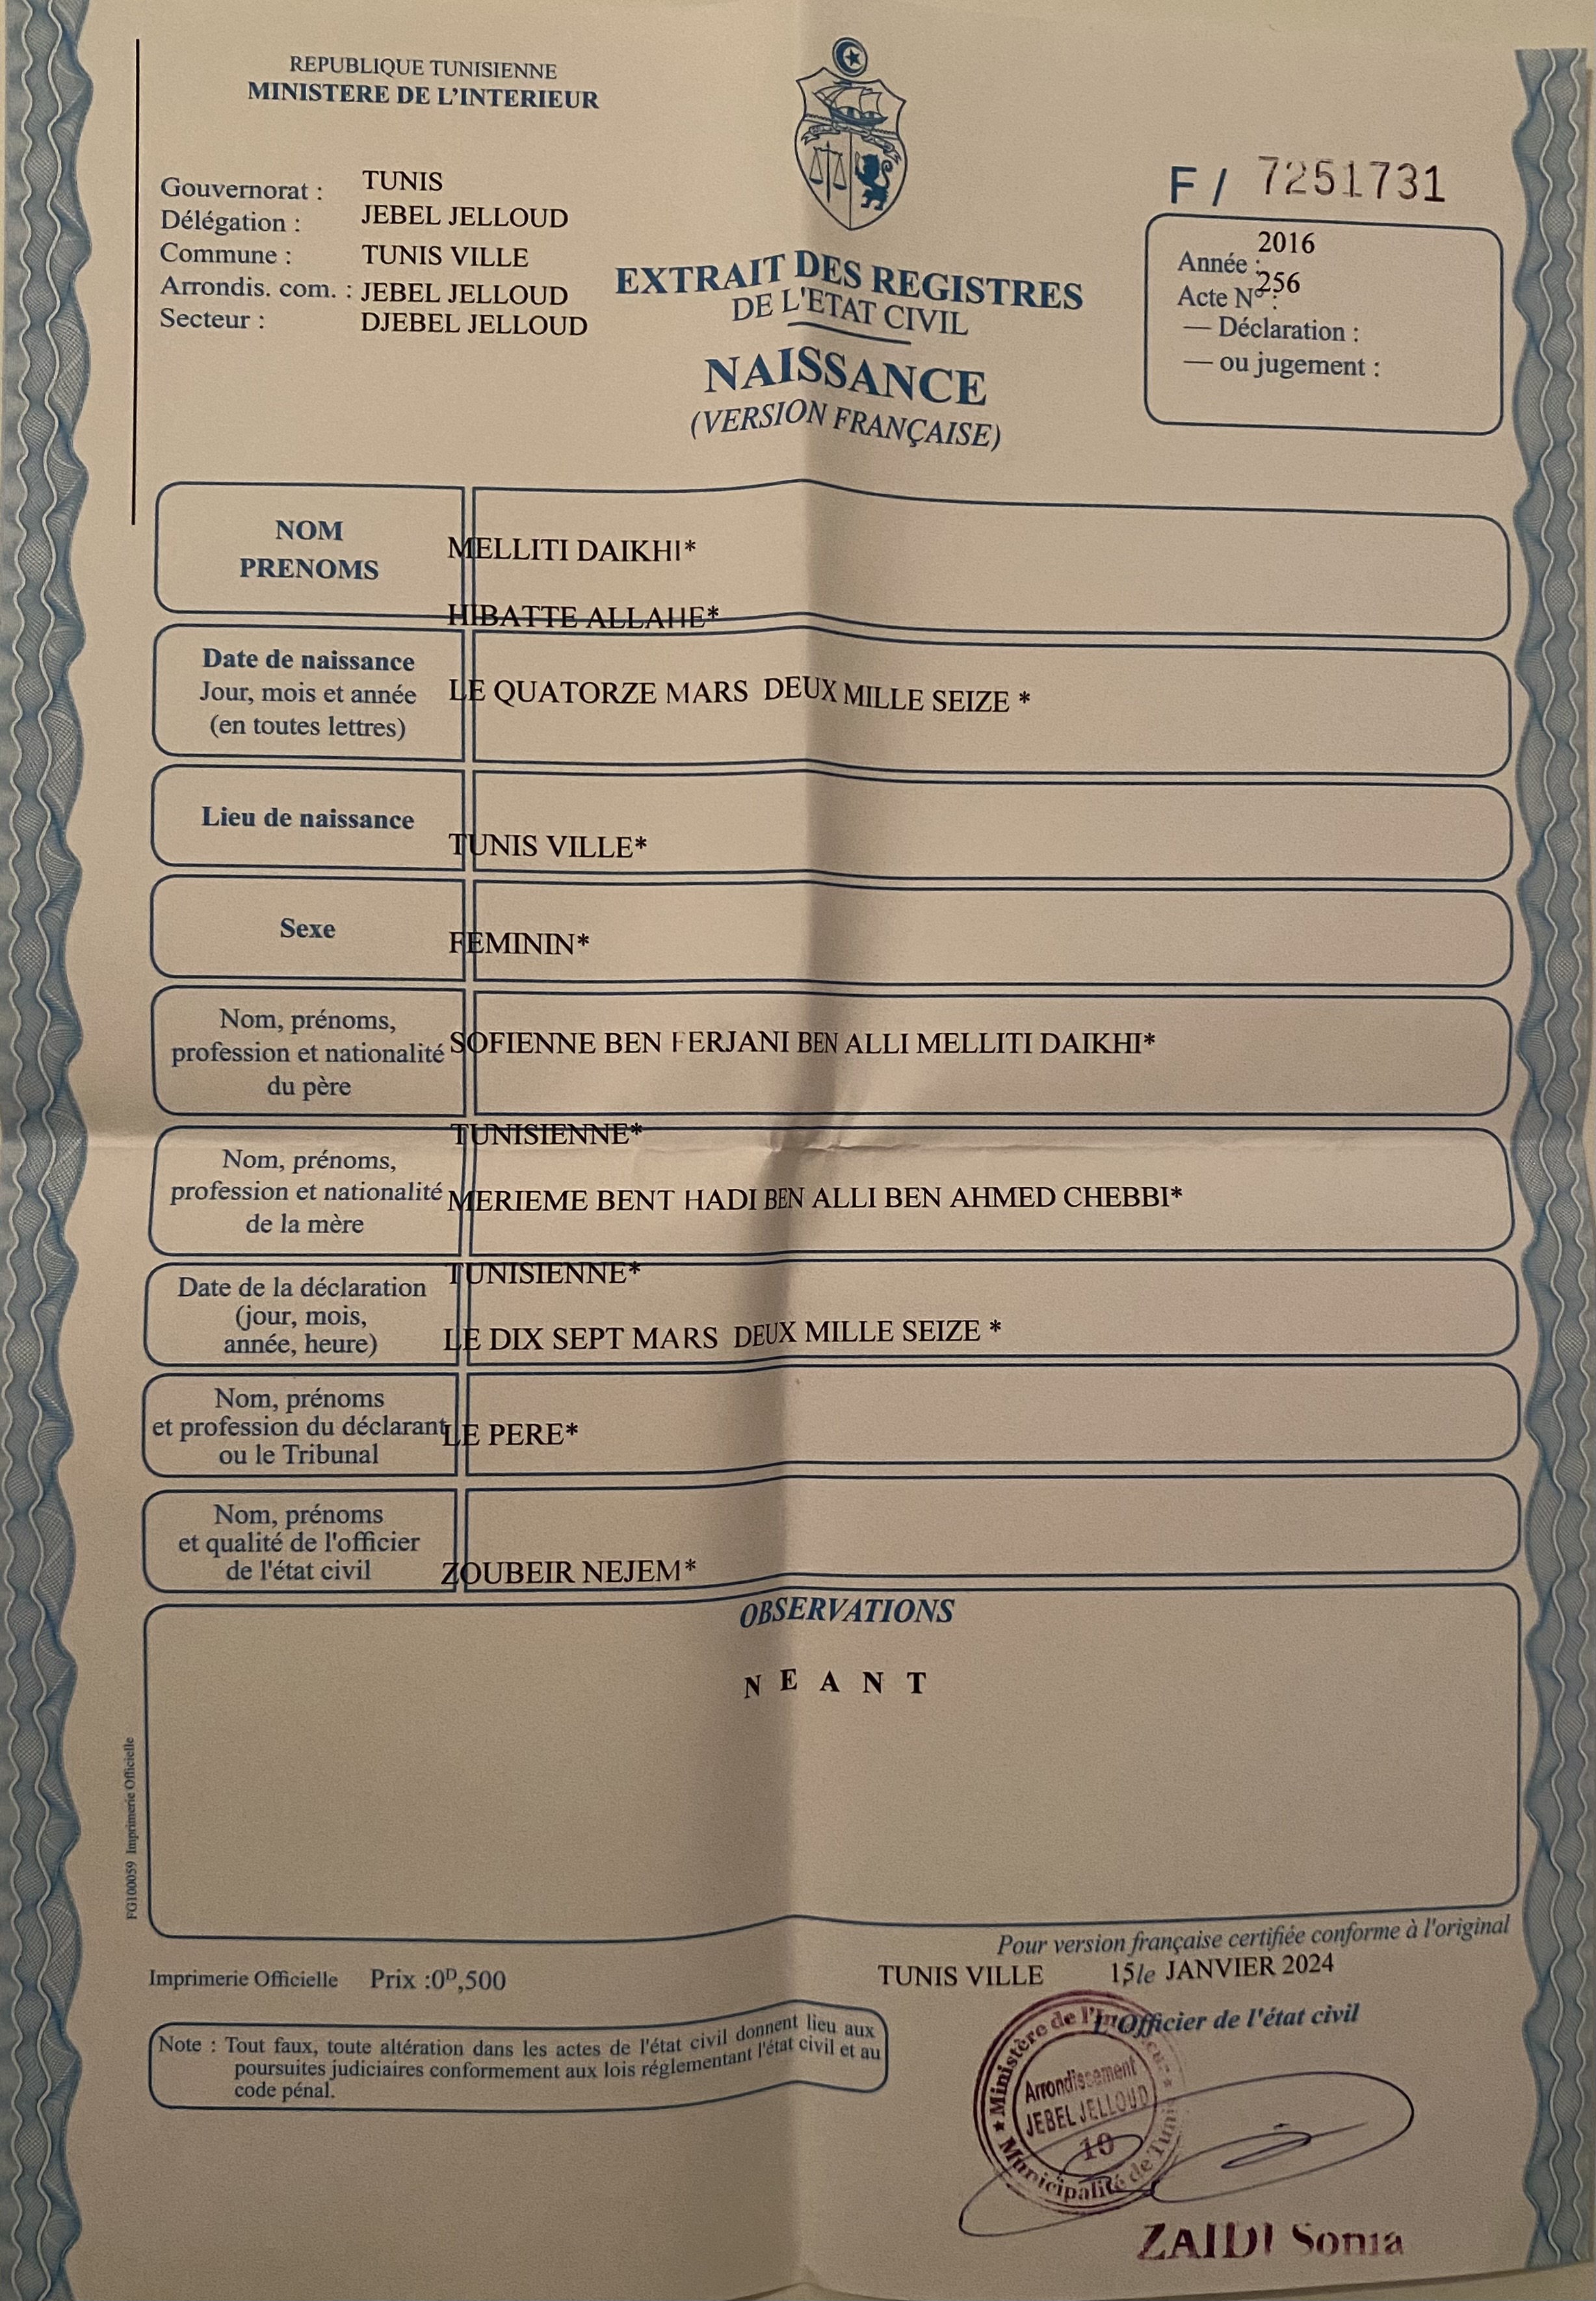 REPUBLIQUE TUNISIENNE
MINISTERE DE L'INTERIEUR
Gouvernorat : TUNIS
Délégation : JEBEL JELLOUD
Commune : TUNIS VILLE
Arrondis. com. : JEBEL JELLOUD
Secteur : DJEBEL JELLOUD
EXTRAIT DES REGISTRES
DE L'ETAT CIVIL
NAISSANCE
(VERSION FRANÇAISE)
F / 7251731
Année : 2016
Acte N° : 256
— Déclaration :
— ou jugement :
NOM
PRENOMS
MELLITI DAIKHI*
HIBATTE ALLAHE*
Date de naissance
Jour, mois et année
(en toutes lettres)
LE QUATORZE MARS DEUX MILLE SEIZE *
Lieu de naissance
TUNIS VILLE*
Sexe
FEMININ*
Nom, prénoms,
profession et nationalité
du père
SOFIENNE BEN FERJANI BEN ALLI MELLITI DAIKHI*
TUNISIENNE*
Nom, prénoms,
profession et nationalité
de la mère
MERIEME BENT HADI BEN ALLI BEN AHMED CHEBBI*
TUNISIENNE*
Date de la déclaration
(jour, mois,
année, heure)
LE DIX SEPT MARS DEUX MILLE SEIZE *
Nom, prénoms
et profession du déclarant
ou le Tribunal
LE PERE*
Nom, prénoms
et qualité de l'officier
de l'état civil
ZOUBEIR NEJEM*
OBSERVATIONS
N E A N T
FG100059 Imprimerie Officielle
Pour version française certifiée conforme à l'original
TUNIS VILLE 15 le JANVIER 2024
Imprimerie Officielle Prix :0ᴰ,500
L'Officier de l'état civil
Note : Tout faux, toute altération dans les actes de l'état civil donnent lieu aux
poursuites judiciaires conformement aux lois réglementant l'état civil et au
code pénal.
★ Ministère de l'Intérieur ★
Arrondissement
JEBEL JELLOUD
10
Municipalité de Tunis
ZAIDI Sonia